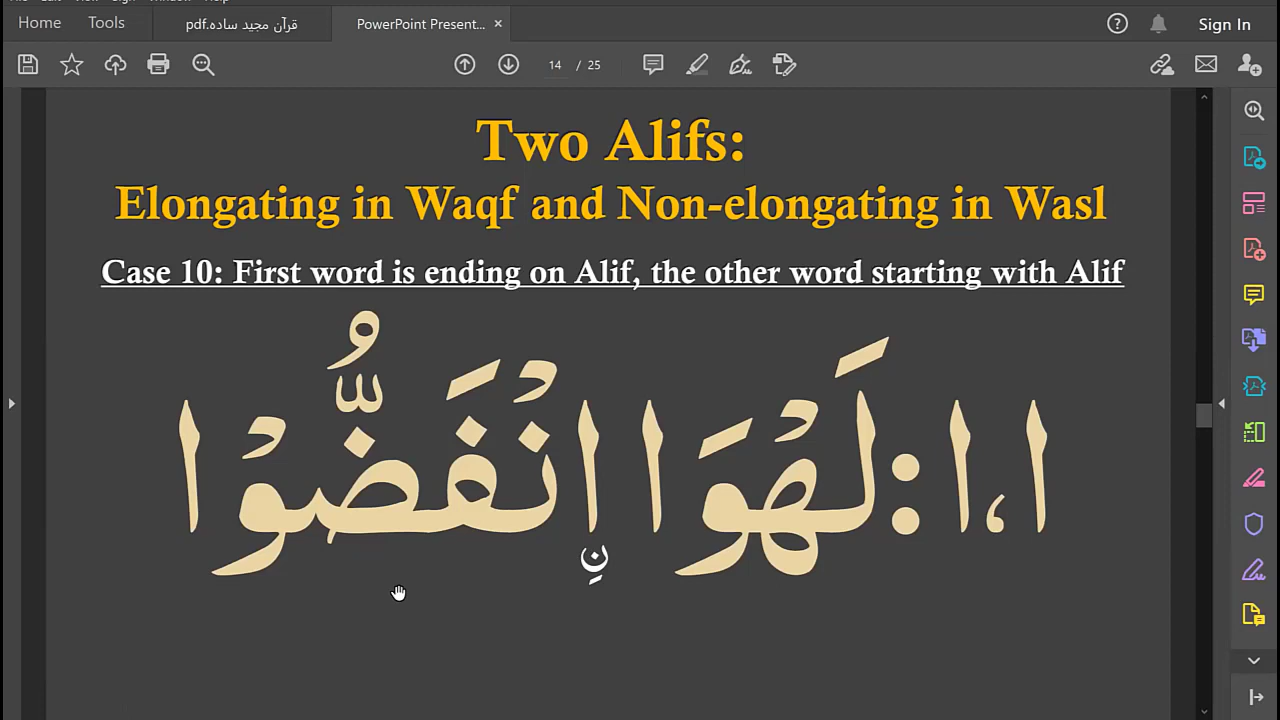 Home Tools قرآن مجید ساده.pdf PowerPoint Present... × Sign In
14 / 25
Two Alifs:
Elongating in Waqf and Non-elongating in Wasl
Case 10: First word is ending on Alif, the other word starting with Alif
ا، ا: لَهْوَا انْفَضُّوْا
نِ